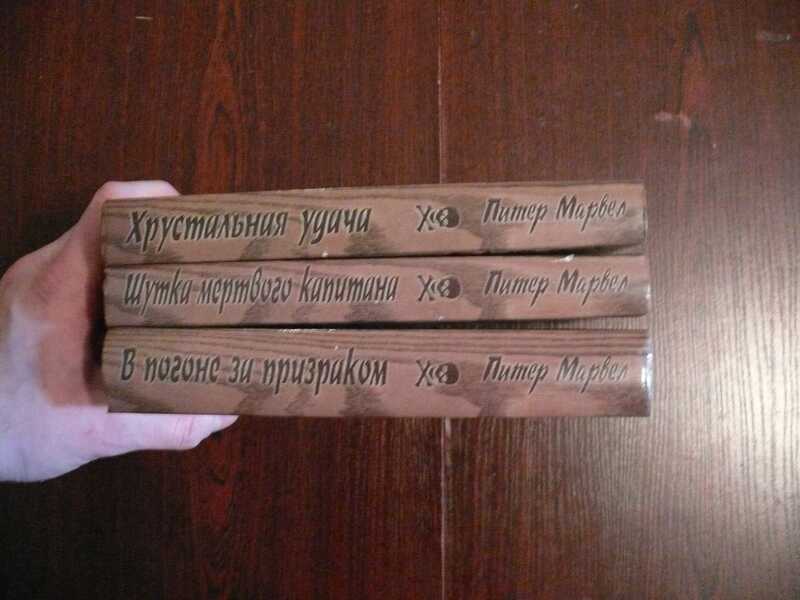 Хрустальная удача Питер Марвел
Шутка мертвого капитана Питер Марвел
В погоне за призраком Питер Марвел